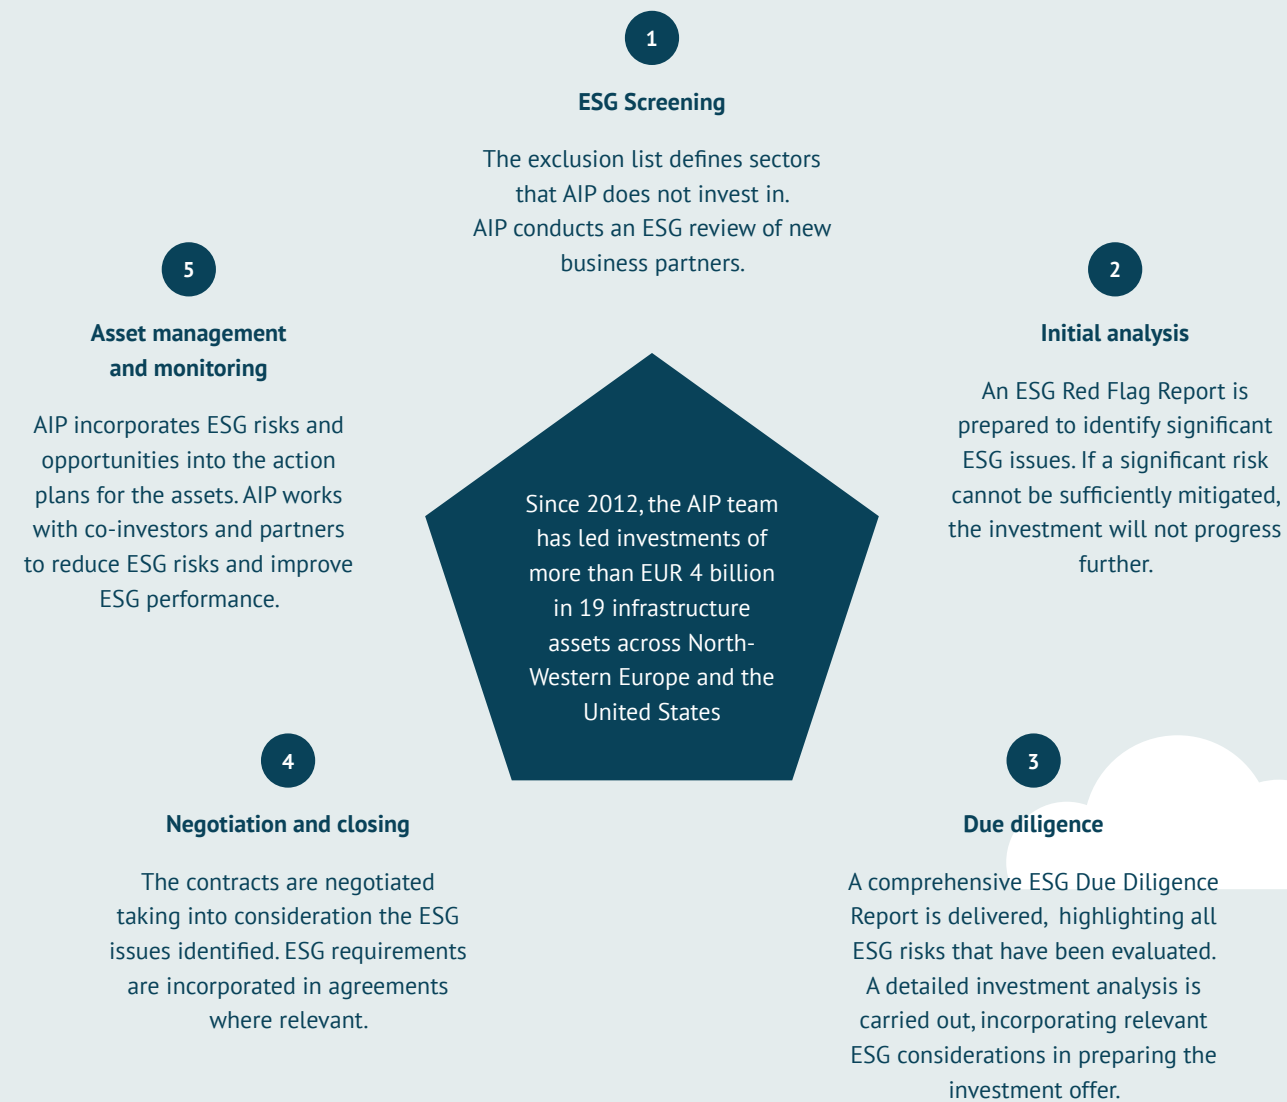 1
ESG Screening
The exclusion list defines sectors
that AIP does not invest in.
AIP conducts an ESG review of new
business partners.
2
Initial analysis
An ESG Red Flag Report is
prepared to identify significant
ESG issues. If a significant risk
cannot be sufficiently mitigated,
the investment will not progress
further.
3
Due diligence
A comprehensive ESG Due Diligence
Report is delivered, highlighting all
ESG risks that have been evaluated.
A detailed investment analysis is
carried out, incorporating relevant
ESG considerations in preparing the
investment offer.
4
Negotiation and closing
The contracts are negotiated
taking into consideration the ESG
issues identified. ESG requirements
are incorporated in agreements
where relevant.
5
Asset management
and monitoring
AIP incorporates ESG risks and
opportunities into the action
plans for the assets. AIP works
with co-investors and partners
to reduce ESG risks and improve
ESG performance.
Since 2012, the AIP team
has led investments of
more than EUR 4 billion
in 19 infrastructure
assets across North-
Western Europe and the
United States